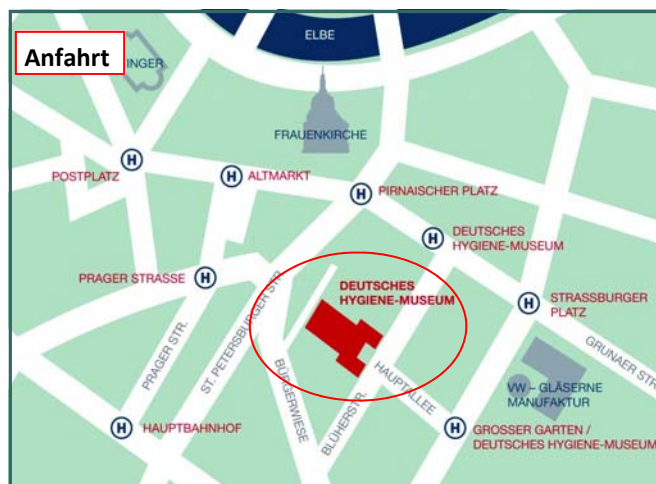 ELBE
Anfahrt
INGER
FRAUENKIRCHE
H
POSTPLATZ
H
ALTMARKT
H
PIRNAISCHER PLATZ
H
DEUTSCHES
HYGIENE-MUSEUM
H
PRAGER STRASSE
DEUTSCHES
HYGIENE-MUSEUM
H
STRASSBURGER
PLATZ
PRAGER STR.
ST. PETERSBURGER STR.
BÜRGERWIESE
BLÜHERSTR.
HAUPTALLEE
GRUNAER STR
VW – GLÄSERNE
MANUFAKTUR
H
HAUPTBAHNHOF
H
GROSSER GARTEN /
DEUTSCHES HYGIENE-MUSEUM